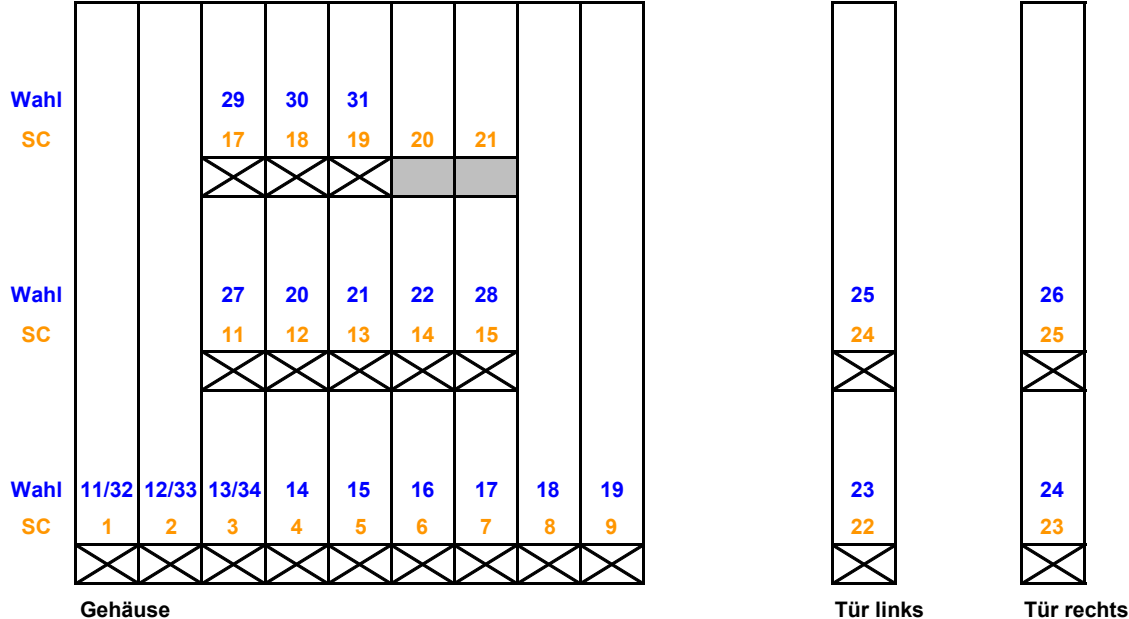 Wahl 29 30 31
SC 17 18 19 20 21
Wahl 27 20 21 22 28 25 26
SC 11 12 13 14 15 24 25
Wahl 11/32 12/33 13/34 14 15 16 17 18 19 23 24
SC 1 2 3 4 5 6 7 8 9 22 23
Gehäuse Tür links Tür rechts